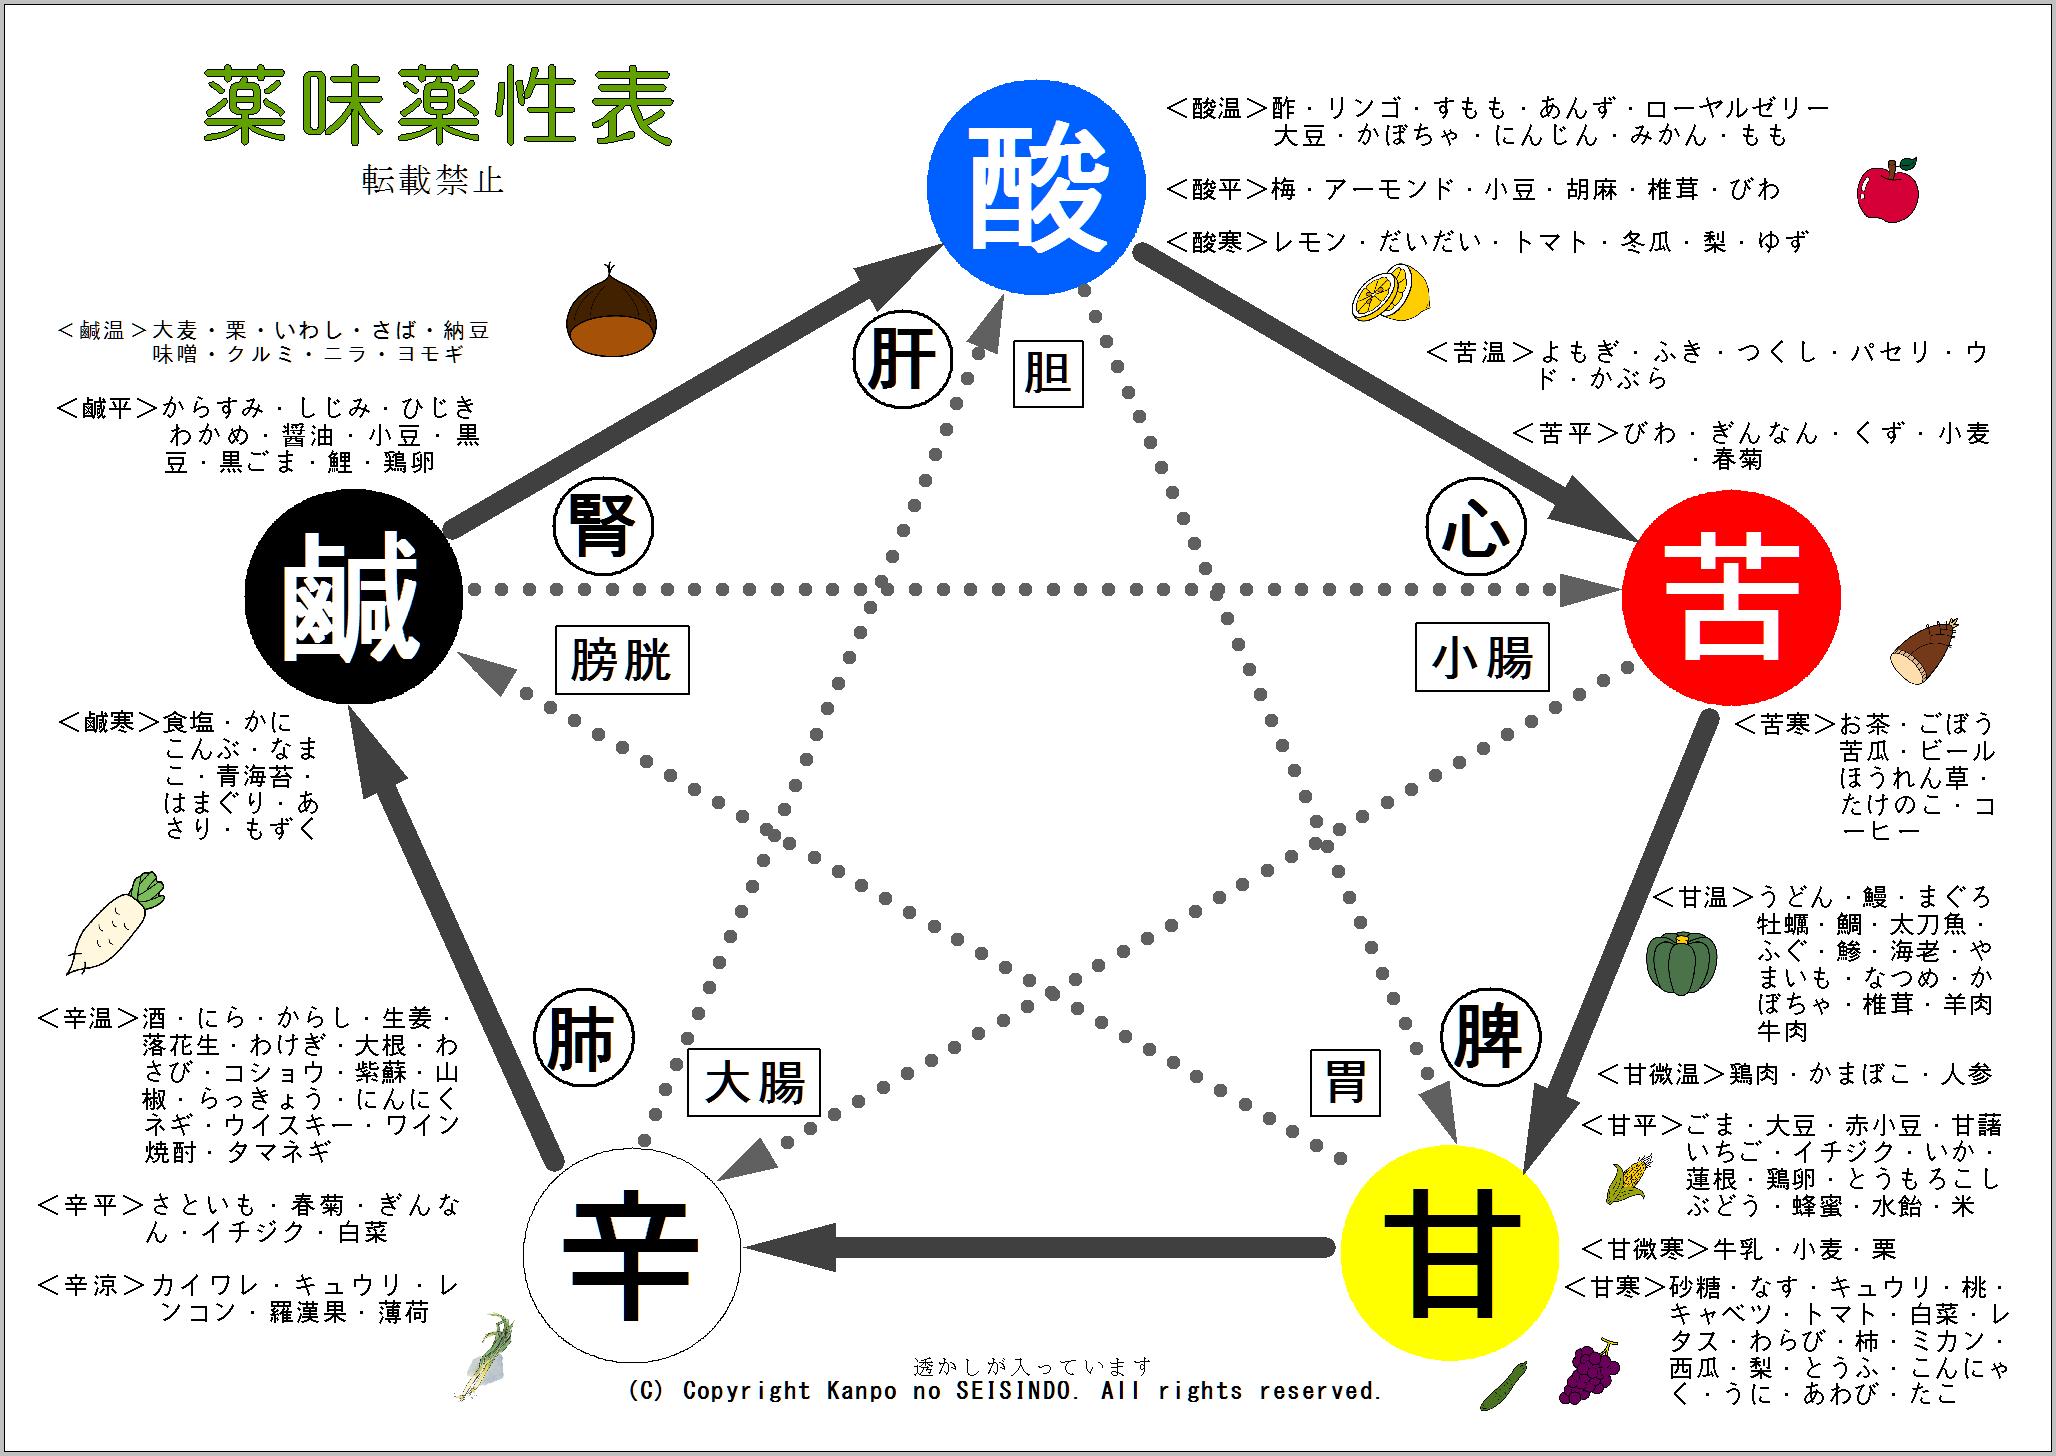 薬味薬性表
転載禁止
酸
＜酸温＞酢・リンゴ・すもも・あんず・ローヤルゼリー
大豆・かぼちゃ・にんじん・みかん・もも
＜酸平＞梅・アーモンド・小豆・胡麻・椎茸・びわ
＜酸寒＞レモン・だいだい・トマト・冬瓜・梨・ゆず
肝
胆
＜苦温＞よもぎ・ふき・つくし・パセリ・ウ
ド・かぶら
＜苦平＞びわ・ぎんなん・くず・小麦
・春菊
心
苦
小腸
＜苦寒＞お茶・ごぼう
苦瓜・ビール
ほうれん草・
たけのこ・コ
ーヒー
＜甘温＞うどん・鰻・まぐろ
牡蠣・鯛・太刀魚・
ふぐ・鯵・海老・や
まいも・なつめ・か
ぼちゃ・椎茸・羊肉
牛肉
＜甘微温＞鶏肉・かまぼこ・人参
＜甘平＞ごま・大豆・赤小豆・甘藷
いちご・イチジク・いか・
蓮根・鶏卵・とうもろこし
ぶどう・蜂蜜・水飴・米
＜甘微寒＞牛乳・小麦・栗
＜甘寒＞砂糖・なす・キュウリ・桃・
キャベツ・トマト・白菜・レ
タス・わらび・柿・ミカン・
西瓜・梨・とうふ・こんにゃ
く・うに・あわび・たこ
脾
胃
甘
＜鹹温＞大麦・栗・いわし・さば・納豆
味噌・クルミ・ニラ・ヨモギ
＜鹹平＞からすみ・しじみ・ひじき
わかめ・醤油・小豆・黒
豆・黒ごま・鯉・鶏卵
鹹
腎
膀胱
＜鹹寒＞食塩・かに
こんぶ・なま
こ・青海苔・
はまぐり・あ
さり・もずく
＜辛温＞酒・にら・からし・生姜・
落花生・わけぎ・大根・わ
さび・コショウ・紫蘇・山
椒・らっきょう・にんにく
ネギ・ウイスキー・ワイン
焼酎・タマネギ
＜辛平＞さといも・春菊・ぎんな
ん・イチジク・白菜
＜辛涼＞カイワレ・キュウリ・レ
ンコン・羅漢果・薄荷
肺
大腸
辛
透かしが入っています
(C) Copyright Kanpo no SEISINDO. All rights reserved.